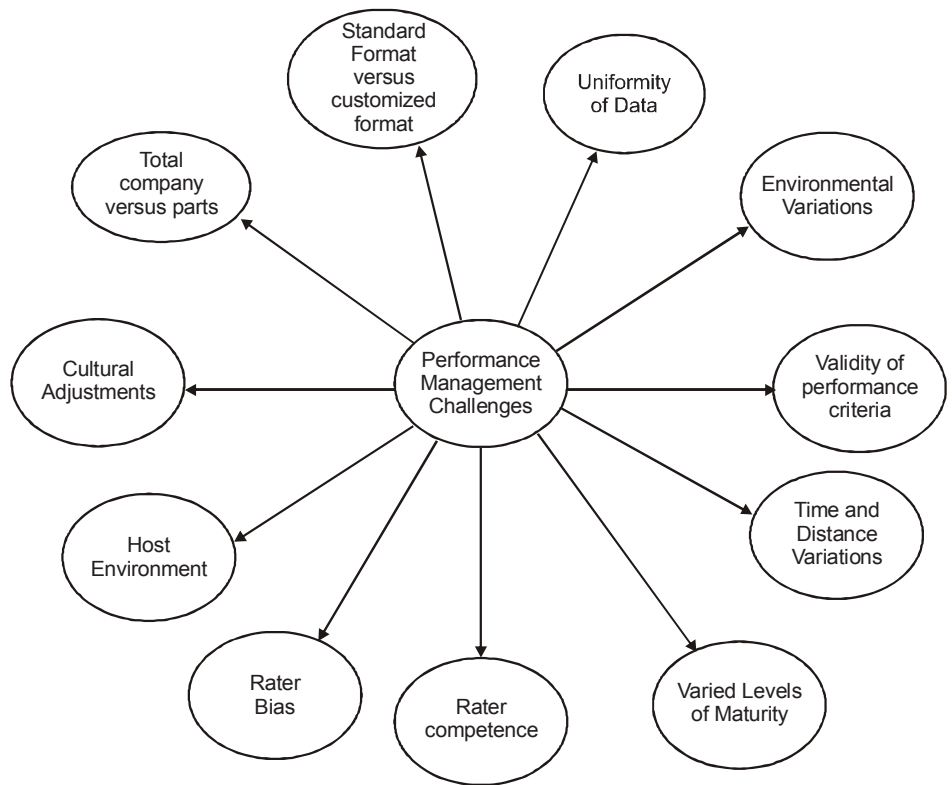 Standard
Format
versus
customized
format
Uniformity
of Data
Environmental
Variations
Validity of
performance
criteria
Time and
Distance
Variations
Varied Levels
of Maturity
Rater
competence
Rater
Bias
Host
Environment
Cultural
Adjustments
Total
company
versus parts
Performance
Management
Challenges